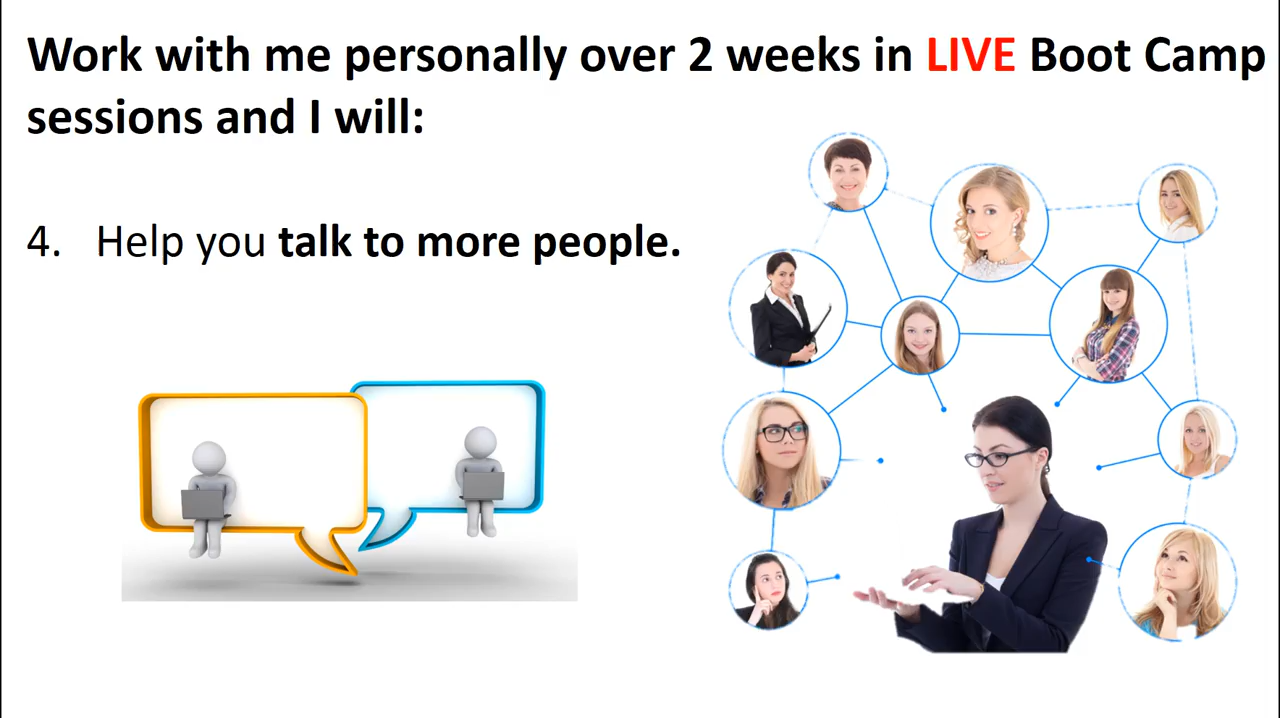 Work with me personally over 2 weeks in LIVE Boot Camp
sessions and I will:
4. Help you talk to more people.